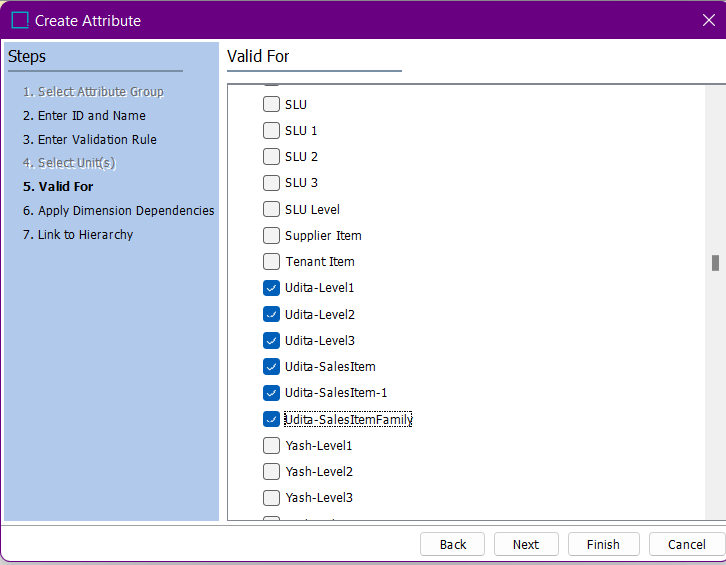 Create Attribute
Steps
1. Select Attribute Group
2. Enter ID and Name
3. Enter Validation Rule
4. Select Unit(s)
5. Valid For
6. Apply Dimension Dependencies
7. Link to Hierarchy
Valid For
SLU
SLU 1
SLU 2
SLU 3
SLU Level
Supplier Item
Tenant Item
Udita-Level1
Udita-Level2
Udita-Level3
Udita-SalesItem
Udita-SalesItem-1
Udita-SalesItemFamily
Yash-Level1
Yash-Level2
Yash-Level3
Back
Next
Finish
Cancel